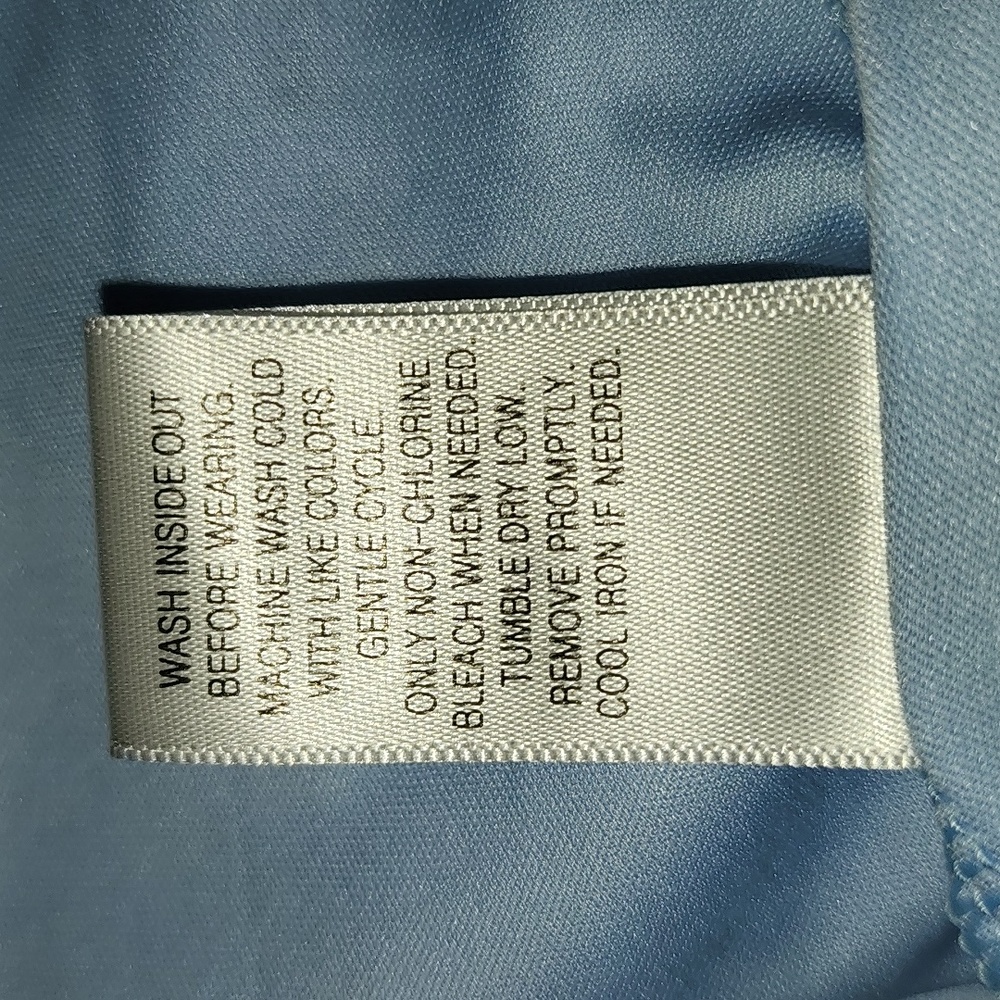 WASH INSIDE OUT
BEFORE WEARING.
MACHINE WASH COLD
WITH LIKE COLORS.
GENTLE CYCLE.
ONLY NON-CHLORINE
BLEACH WHEN NEEDED.
TUMBLE DRY LOW.
REMOVE PROMPTLY.
COOL IRON IF NEEDED.